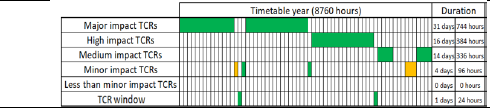 Timetable year (8760 hours) Duration
Major impact TCRs 31 days 744 hours
High impact TCRs 16 days 384 hours
Medium impact TCRs 14 days 336 hours
Minor impact TCRs 4 days 96 hours
Less than minor impact TCRs 0 days 0 hours
TCR window 1 days 24 hours